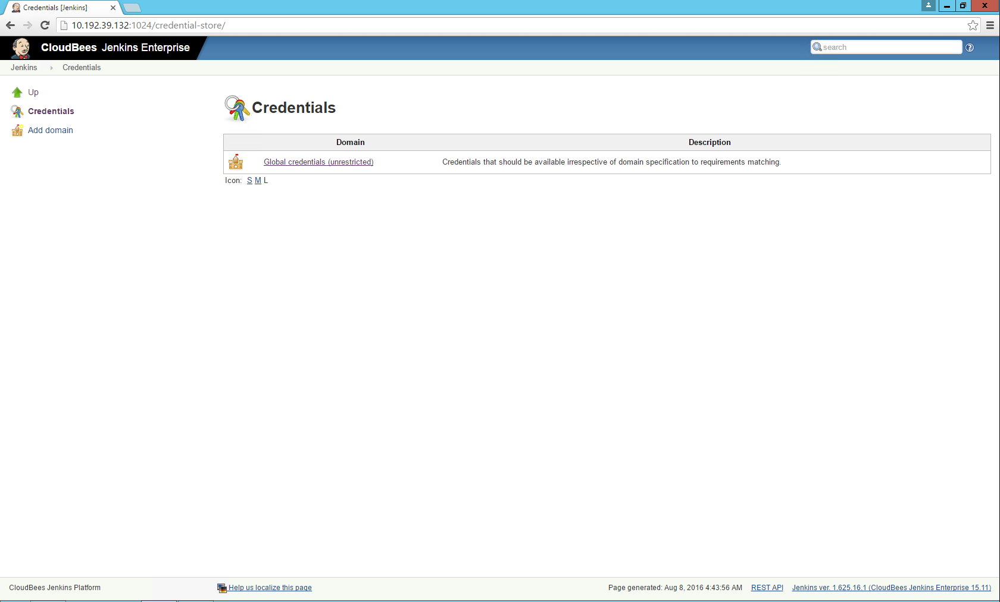 Credentials [Jenkins]
10.192.39.132:1024/credential-store/
CloudBees Jenkins Enterprise
search
Jenkins Credentials
Up
Credentials
Add domain
Credentials
Domain Description
Global credentials (unrestricted) Credentials that should be available irrespective of domain specification to requirements matching.
Icon: S M L
CloudBees Jenkins Platform Help us localize this page Page generated: Aug 8, 2016 4:43:56 AM REST API Jenkins ver. 1.625.16.1 (CloudBees Jenkins Enterprise 15.11)